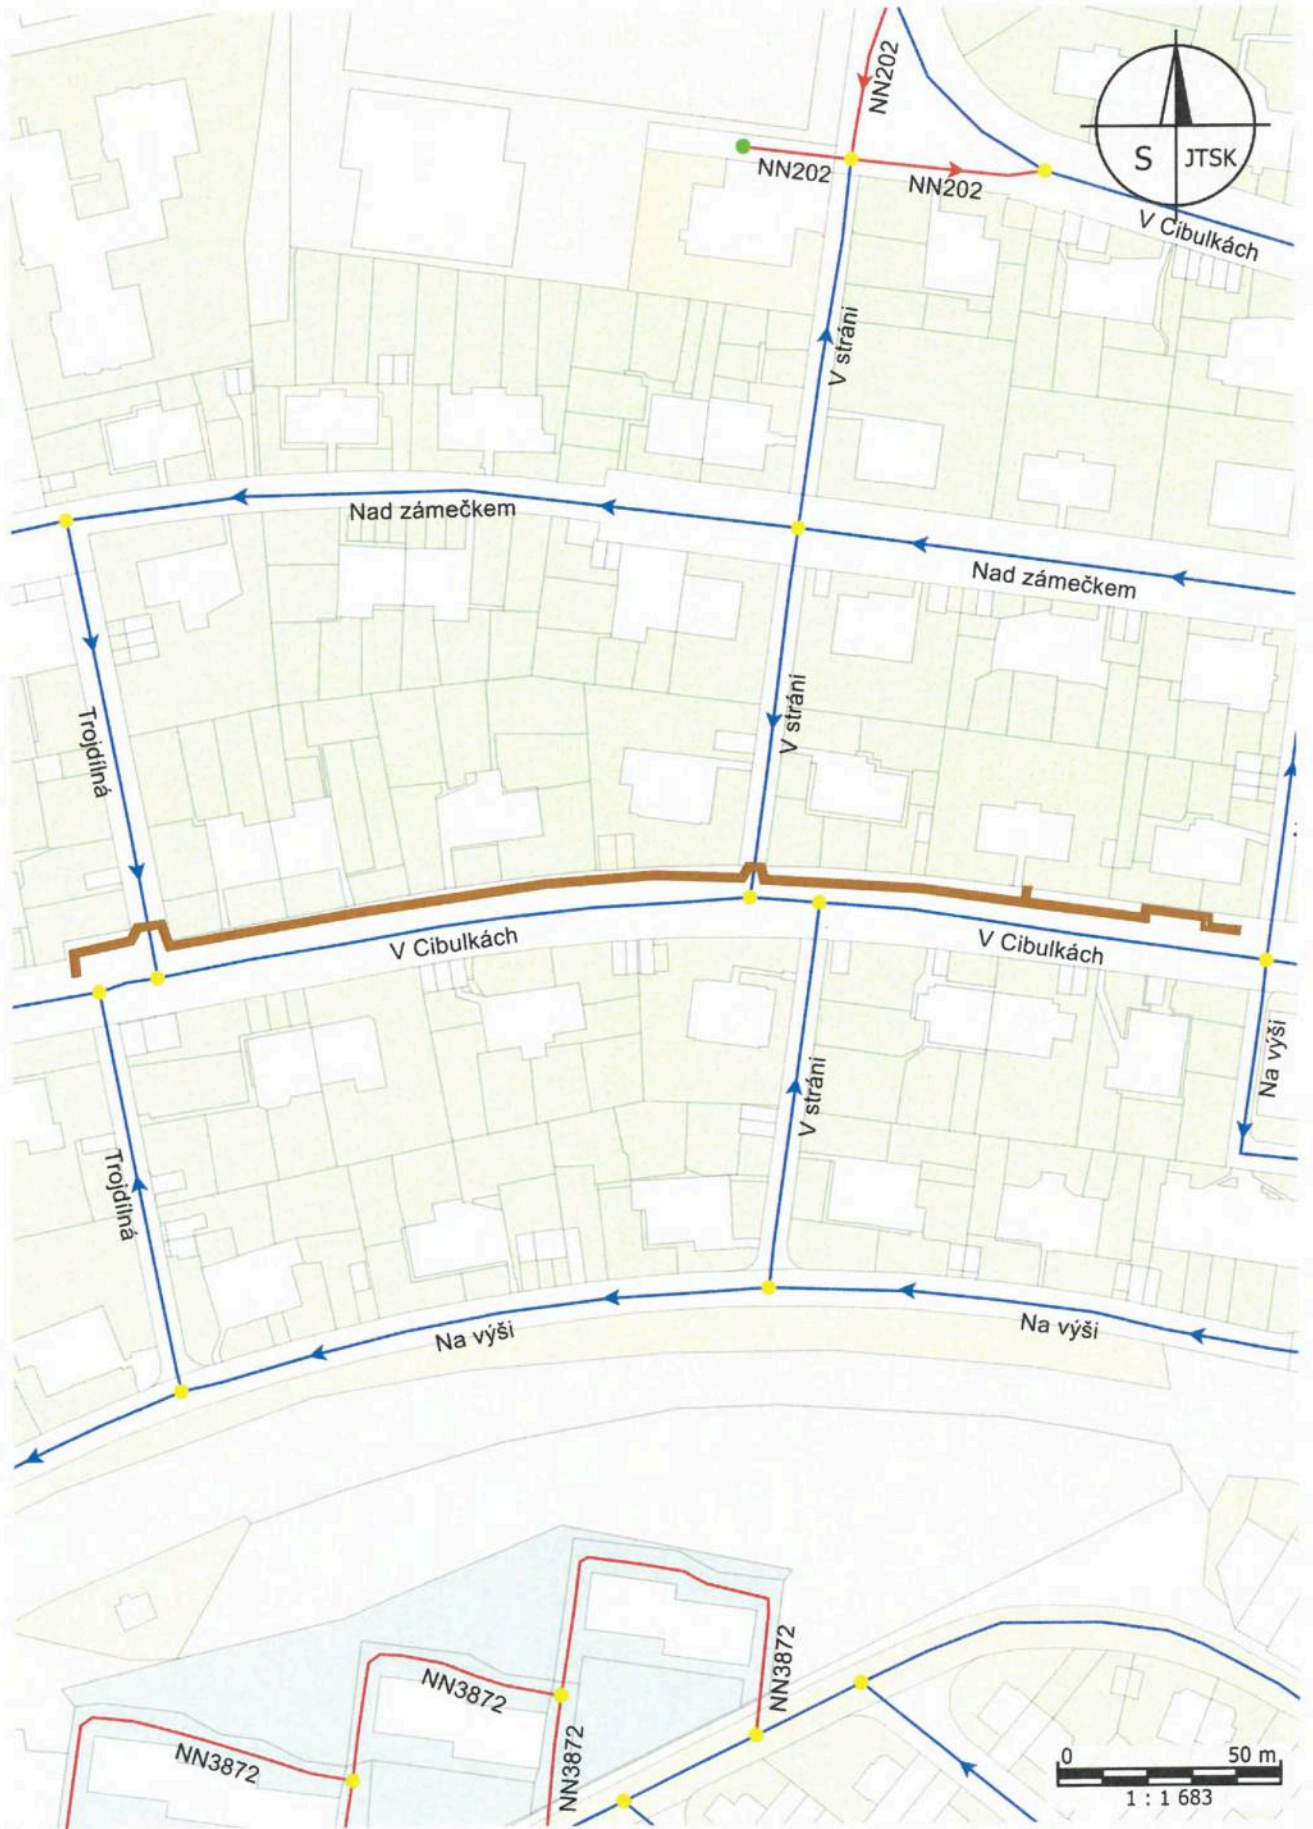 NN202
S JTSK
NN202
NN202
V Cibulkách
V stráni
Nad zámečkem
Nad zámečkem
V stráni
Trojdílná
V Cibulkách
V Cibulkách
Na výši
V stráni
Trojdílná
Na výši
Na výši
NN3872
NN3872
NN3872
NN3872
0 50 m
1 : 1 683